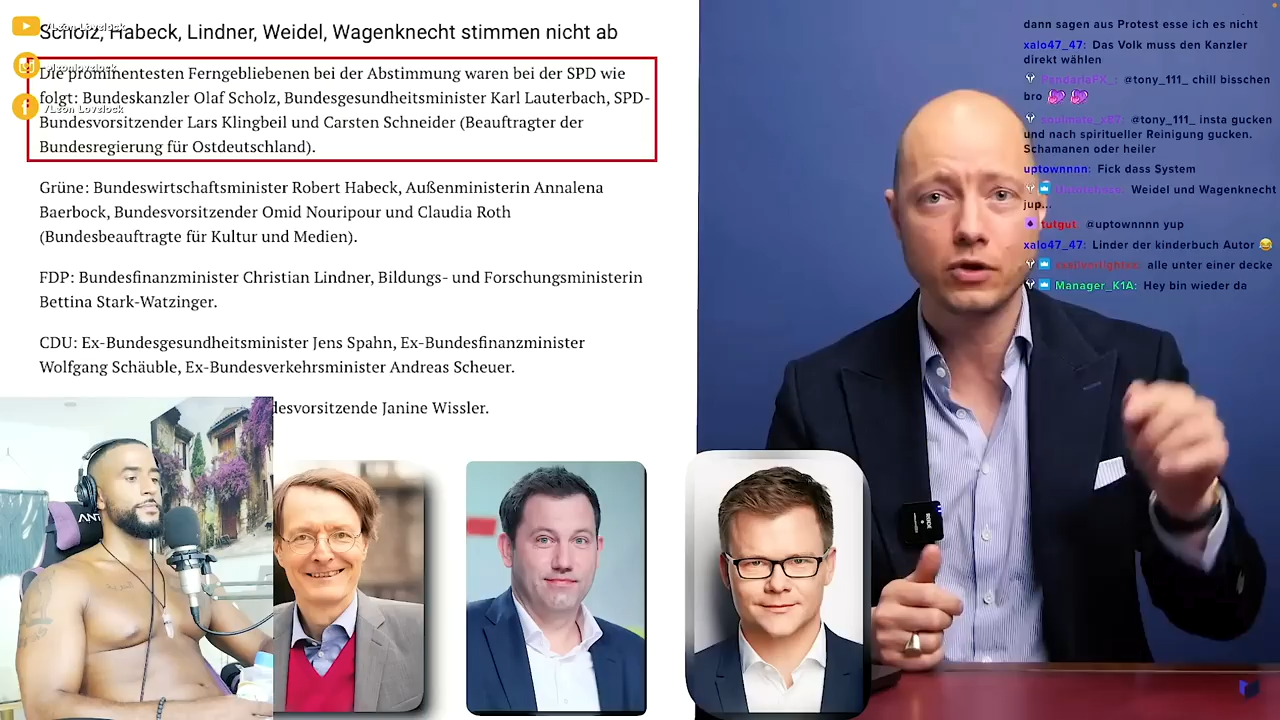 Scholz, Habeck, Lindner, Weidel, Wagenknecht stimmen nicht ab
/Leon Lovelock
Die prominentesten Ferngebliebenen bei der Abstimmung waren bei der SPD wie
folgt: Bundeskanzler Olaf Scholz, Bundesgesundheitsminister Karl Lauterbach, SPD-
/Leon Lovelock
Bundesvorsitzender Lars Klingbeil und Carsten Schneider (Beauftragter der
Bundesregierung für Ostdeutschland).
Grüne: Bundeswirtschaftsminister Robert Habeck, Außenministerin Annalena
Baerbock, Bundesvorsitzender Omid Nouripour und Claudia Roth
(Bundesbeauftragte für Kultur und Medien).
FDP: Bundesfinanzminister Christian Lindner, Bildungs- und Forschungsministerin
Bettina Stark-Watzinger.
CDU: Ex-Bundesgesundheitsminister Jens Spahn, Ex-Bundesfinanzminister
Wolfgang Schäuble, Ex-Bundesverkehrsminister Andreas Scheuer.
desvorsitzende Janine Wissler.
dann sagen aus Protest esse ich es nicht
xalo47_47: Das Volk muss den Kanzler
direkt wählen
PandariaFX_: @tony_111_ chill bisschen
bro
@tony_111_ insta gucken
und nach spiritueller Reinigung gucken.
Schamanen oder heiler
uptownnnn: Fick dass System
Weidel und Wagenknecht
jup...
tutgut: @uptownnnn yup
xalo47_47: Linder der kinderbuch Autor 😂
alle unter einer decke
Manager_K1A: Hey bin wieder da